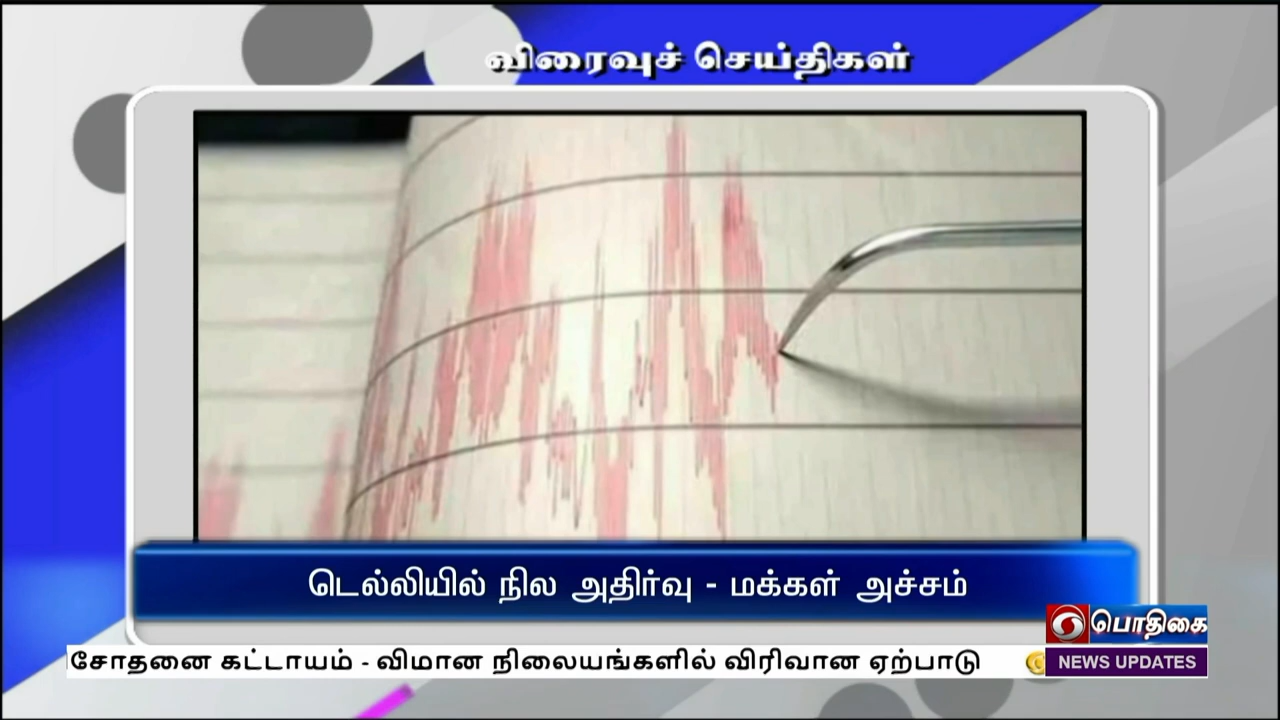 விரைவுச் செய்திகள்
டெல்லியில் நில அதிர்வு - மக்கள் அச்சம்
பொதிகை
சோதனை கட்டாயம் - விமான நிலையங்களில் விரிவான ஏற்பாடு
NEWS UPDATES